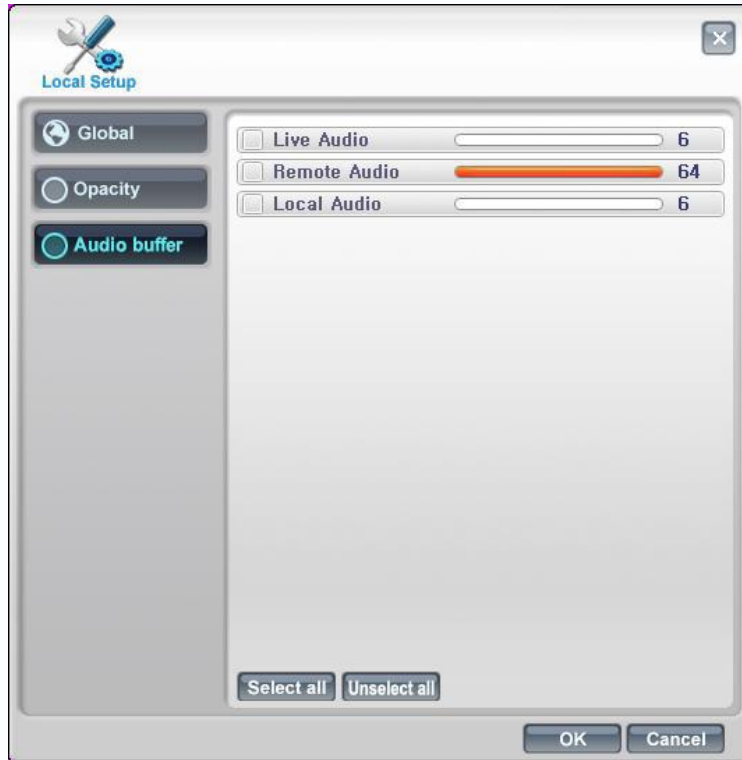 Local Setup
Global
Opacity
Audio buffer
Live Audio 6
Remote Audio 64
Local Audio 6
Select all Unselect all
OK Cancel